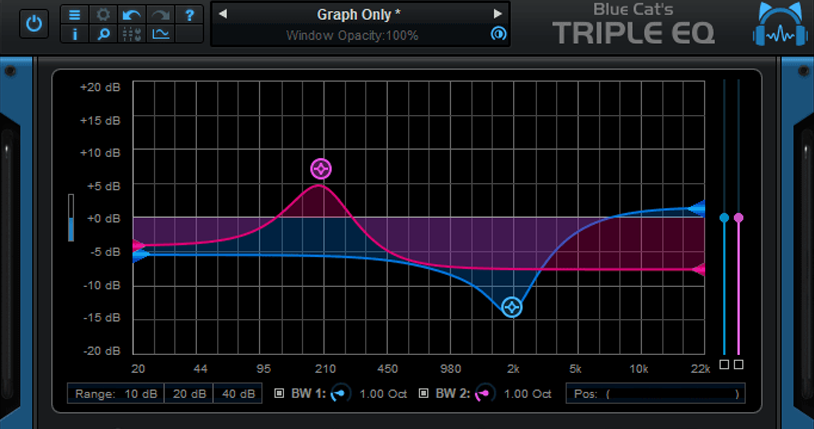 Graph Only *
Window Opacity:100%
Blue Cat's
TRIPLE EQ
+20 dB
+15 dB
+10 dB
+5 dB
+0 dB
-5 dB
-10 dB
-15 dB
-20 dB
20 44 95 210 450 980 2k 5k 10k 22k
Range: 10 dB 20 dB 40 dB BW 1: 1.00 Oct BW 2: 1.00 Oct Pos: ( )